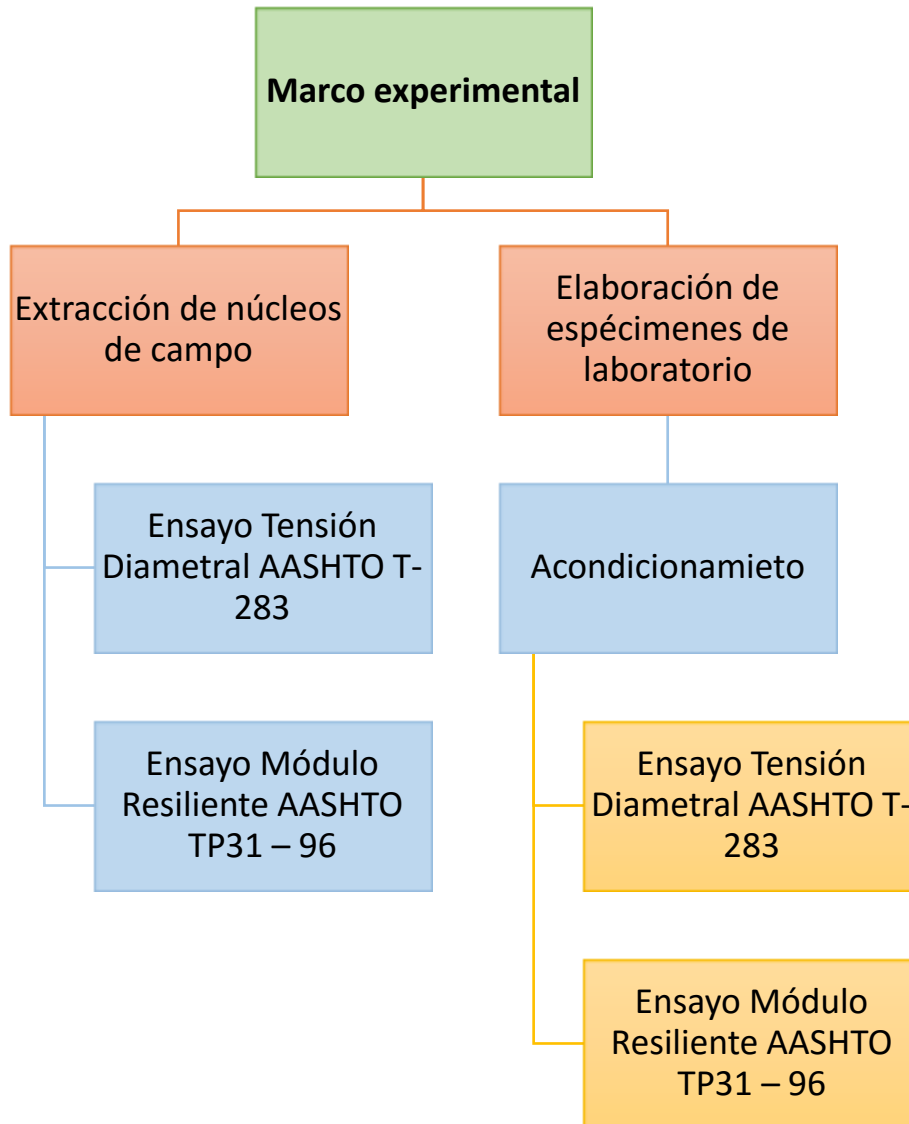 Marco experimental
Extracción de núcleos
de campo
Ensayo Tensión
Diametral AASHTO T-
283
Ensayo Módulo
Resiliente AASHTO
TP31 – 96
Elaboración de
espécimenes de
laboratorio
Acondicionamieto
Ensayo Tensión
Diametral AASHTO T-
283
Ensayo Módulo
Resiliente AASHTO
TP31 – 96